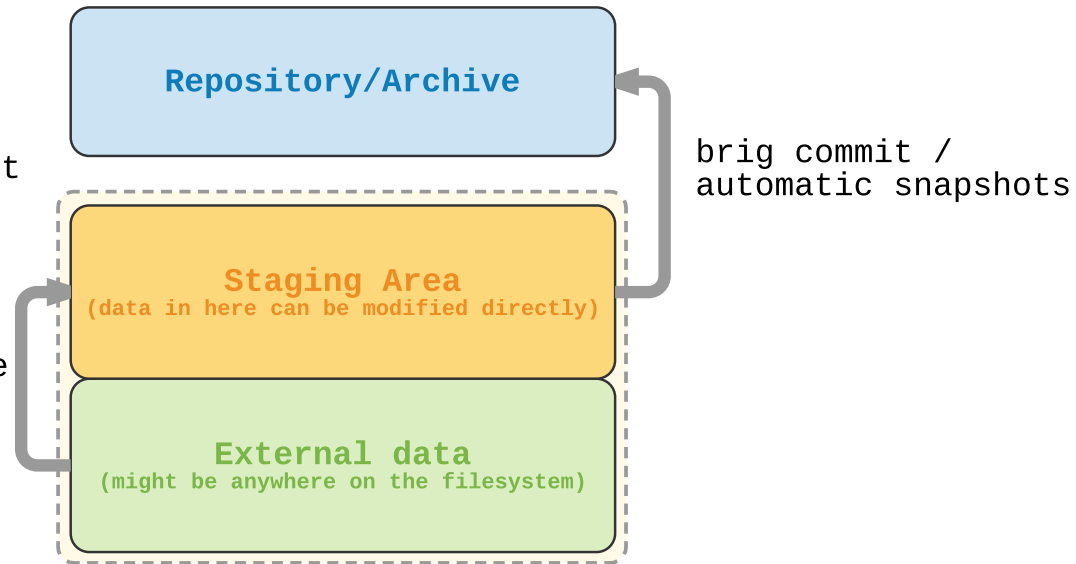 Repository/Archive
brig commit /
automatic snapshots
t
Staging Area
(data in here can be modified directly)
e
External data
(might be anywhere on the filesystem)